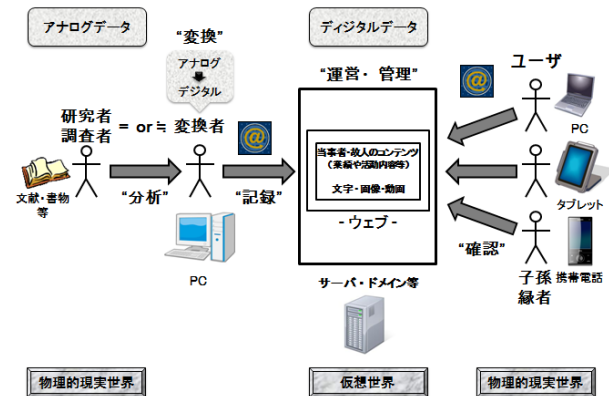 アナログデータ
“変換”
ディジタルデータ
アナログ
デジタル
“運営・管理”
ユーザ
@
研究者
調査者
= or ≒ 変換者
@
PC
当事者・故人のコンテンツ
(業績や活動内容等)
文字・画像・動画
文献・書物
等
“分析”
“記録”
- ウェブ -
タブレット
“確認”
PC
サーバ・ドメイン等
子孫
縁者
携帯電話
物理的現実世界
仮想世界
物理的現実世界